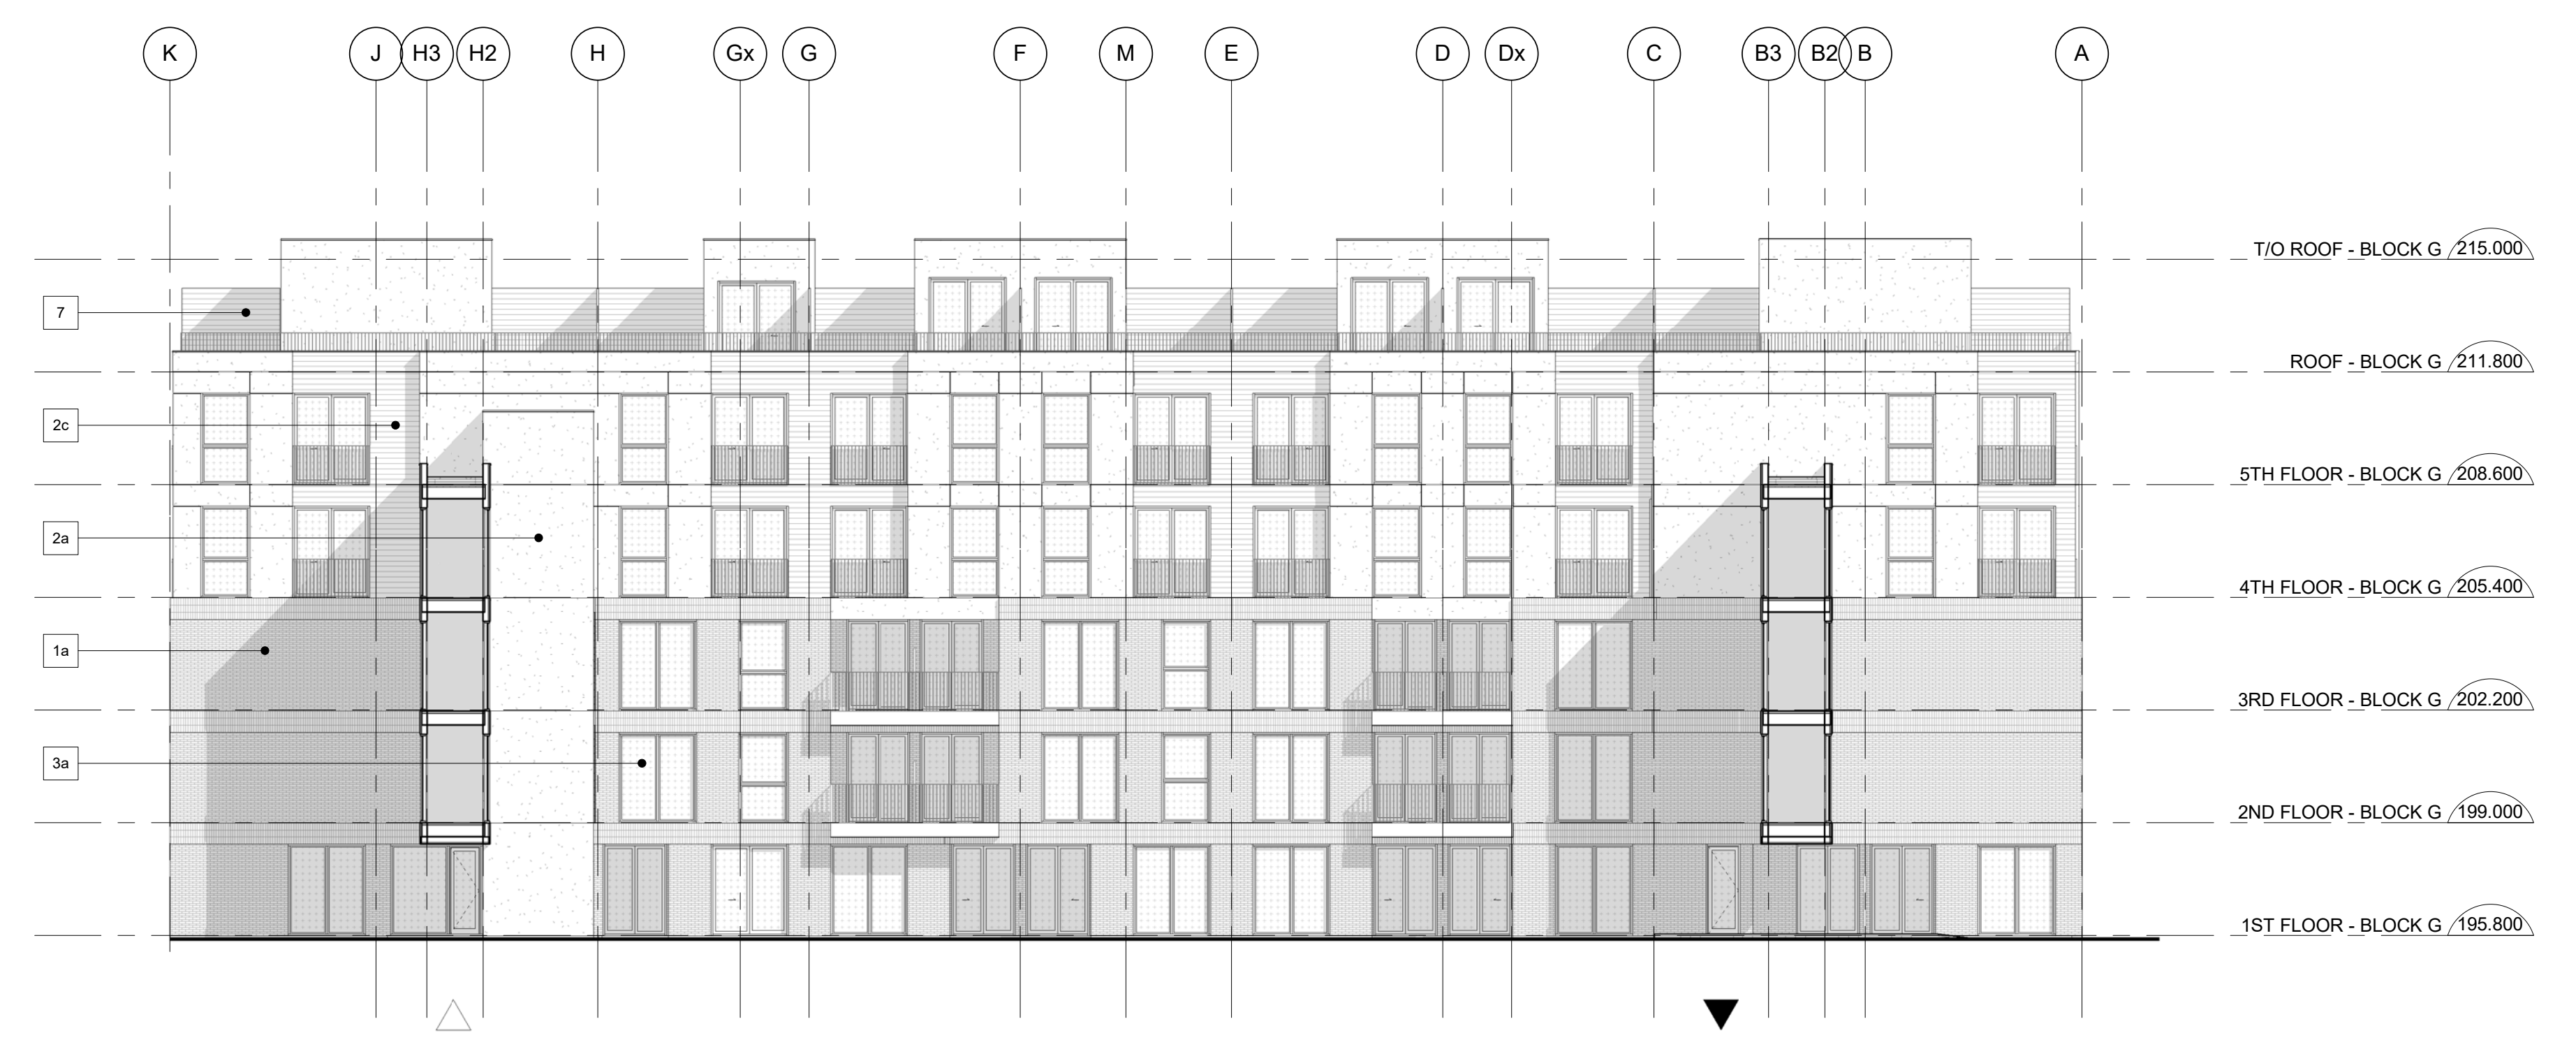 K J H3 H2 H Gx G F M E D Dx C B3 B2 B A
T/O ROOF - BLOCK G 215.000
7
ROOF - BLOCK G 211.800
2c
5TH FLOOR - BLOCK G 208.600
2a
4TH FLOOR - BLOCK G 205.400
1a
3RD FLOOR - BLOCK G 202.200
3a
2ND FLOOR - BLOCK G 199.000
1ST FLOOR - BLOCK G 195.800